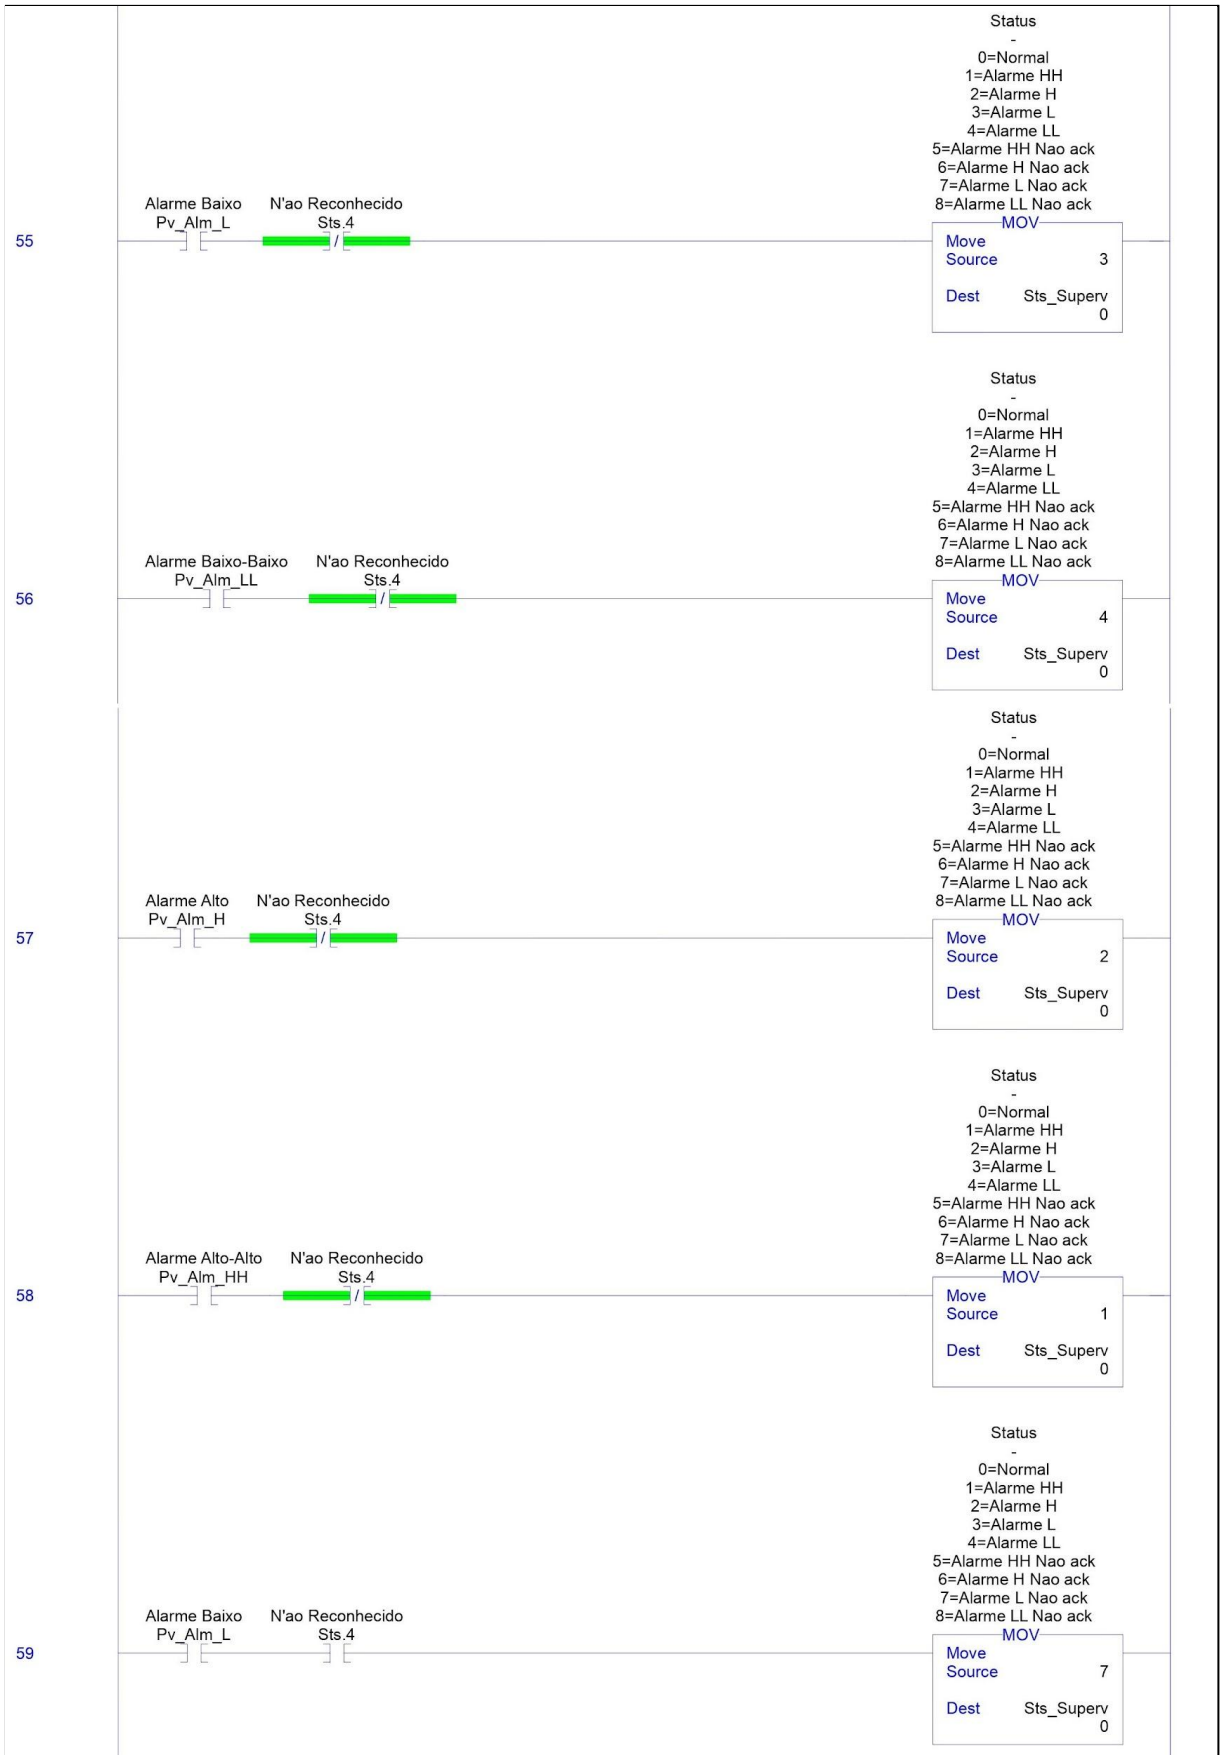 Status
-
0=Normal
1=Alarme HH
2=Alarme H
3=Alarme L
4=Alarme LL
5=Alarme HH Nao ack
6=Alarme H Nao ack
7=Alarme L Nao ack
8=Alarme LL Nao ack
Alarme Baixo N'ao Reconhecido
Pv_Alm_L Sts.4 MOV
55 / Move
Source 3
Dest Sts_Superv
0
Status
-
0=Normal
1=Alarme HH
2=Alarme H
3=Alarme L
4=Alarme LL
5=Alarme HH Nao ack
6=Alarme H Nao ack
7=Alarme L Nao ack
8=Alarme LL Nao ack
Alarme Baixo-Baixo N'ao Reconhecido
Pv_Alm_LL Sts.4 MOV
56 / Move
Source 4
Dest Sts_Superv
0
Status
-
0=Normal
1=Alarme HH
2=Alarme H
3=Alarme L
4=Alarme LL
5=Alarme HH Nao ack
6=Alarme H Nao ack
7=Alarme L Nao ack
8=Alarme LL Nao ack
Alarme Alto N'ao Reconhecido
Pv_Alm_H Sts.4 MOV
57 / Move
Source 2
Dest Sts_Superv
0
Status
-
0=Normal
1=Alarme HH
2=Alarme H
3=Alarme L
4=Alarme LL
5=Alarme HH Nao ack
6=Alarme H Nao ack
7=Alarme L Nao ack
8=Alarme LL Nao ack
Alarme Alto-Alto N'ao Reconhecido
Pv_Alm_HH Sts.4 MOV
58 / Move
Source 1
Dest Sts_Superv
0
Status
-
0=Normal
1=Alarme HH
2=Alarme H
3=Alarme L
4=Alarme LL
5=Alarme HH Nao ack
6=Alarme H Nao ack
7=Alarme L Nao ack
8=Alarme LL Nao ack
Alarme Baixo N'ao Reconhecido
Pv_Alm_L Sts.4 MOV
59 Move
Source 7
Dest Sts_Superv
0